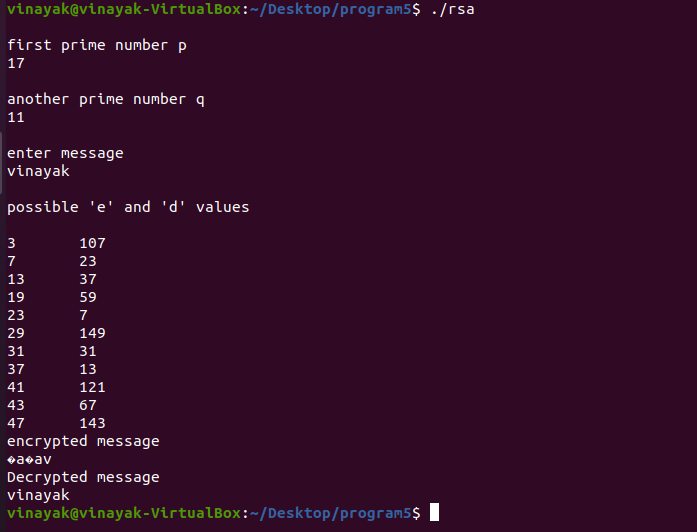 vinayak@vinayak-VirtualBox:~/Desktop/program5$ ./rsa
first prime number p
17
another prime number q
11
enter message
vinayak
possible 'e' and 'd' values
3 107
7 23
13 37
19 59
23 7
29 149
31 31
37 13
41 121
43 67
47 143
encrypted message
�a�av
Decrypted message
vinayak
vinayak@vinayak-VirtualBox:~/Desktop/program5$